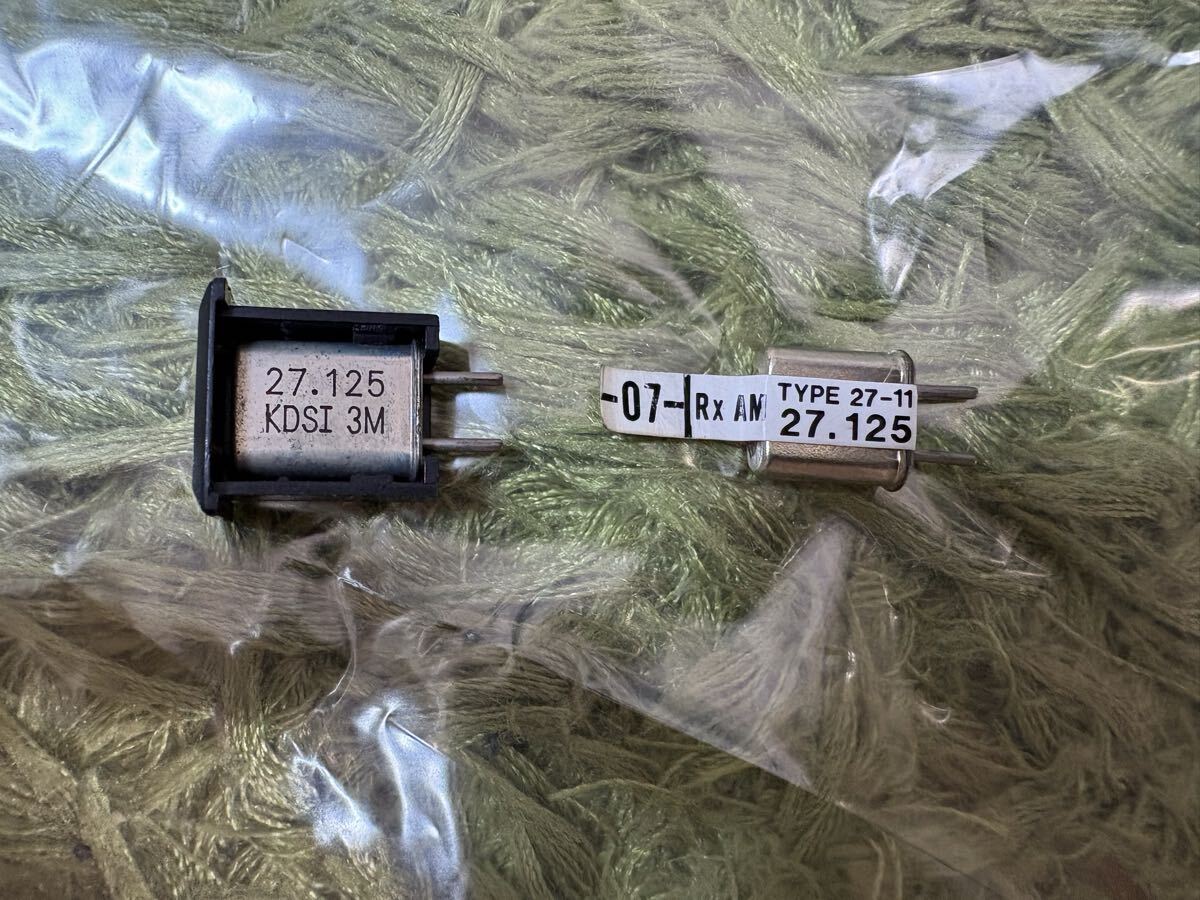 27.125
KDSI 3M
-07-
Rx AM
TYPE 27-11
27.125